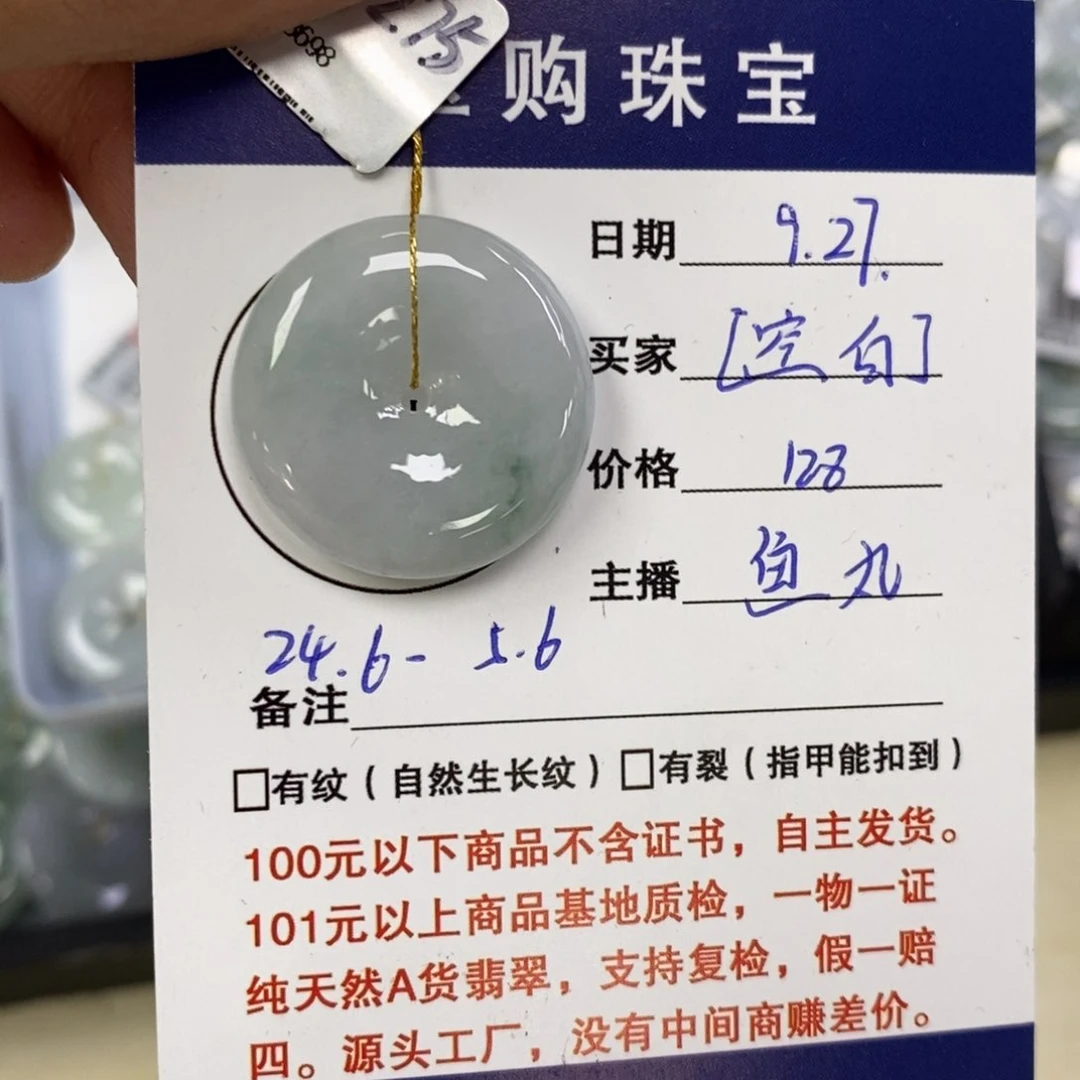 3698
购珠宝
日期 9.27.
买家 [空白]
价格 128
主播 鱼丸
24.6- 5.6
备注
□有纹(自然生长纹)□有裂(指甲能扣到)
100元以下商品不含证书，自主发货。
101元以上商品基地质检，一物一证
纯天然A货翡翠，支持复检，假一赔
四。源头工厂，没有中间商赚差价。